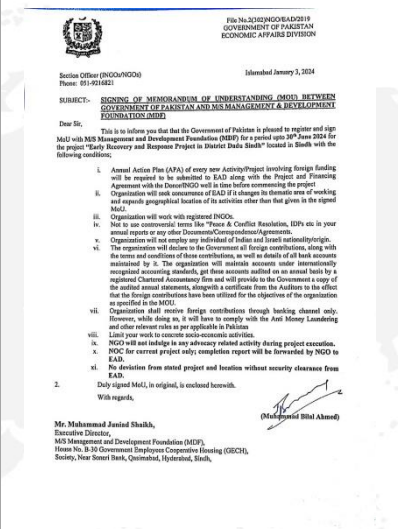 File No.2(302)NGO/EAD/2019
GOVERNMENT OF PAKISTAN
ECONOMIC AFFAIRS DIVISION
Section Officer (INGOs/NGOs)
Phone: 051-9216821
Islamabad January 3, 2024
SUBJECT:- SIGNING OF MEMORANDUM OF UNDERSTANDING (MOU) BETWEEN
GOVERNMENT OF PAKISTAN AND M/S MANAGEMENT & DEVELOPMENT
FOUNDATION (MDF)
Dear Sir,
This is to inform you that the Government of Pakistan is pleased to register and sign
MoU with M/S Management and Development Foundation (MDF) for a period upto 30th June 2024 for
the project "Early Recovery and Response Project in District Dadu Sindh" located in Sindh with the
following conditions;
i. Annual Action Plan (APA) of every new Activity/Project involving foreign funding
will be required to be submitted to EAD along with the Project and Financing
Agreement with the Donor/INGO well in time before commencing the project
ii. Organization will seek concurrence of EAD if it changes its thematic area of working
and expands geographical location of its activities other then that given in the signed
MoU.
iii. Organization will work with registered INGOs.
iv. Not to use controversial terms like "Peace & Conflict Resolution, IDPs etc in your
annual reports or any other Documents/Correspondence/Agreements.
v. Organization will not employ any individual of Indian and Israeli nationality/origin.
vi. The organization will declare to the Government all foreign contributions, along with
the terms and conditions of those contributions, as well as details of all bank accounts
maintained by it. The organization will maintain accounts under internationally
recognized accounting standards, get those accounts audited on an annual basis by a
registered Chartered Accountancy firm and will provide to the Government a copy of
the audited annual statements, alongwith a certificate from the Auditors to the effect
that the foreign contributions have been utilized for the objectives of the organization
as specified in the MoU.
vii. Organization shall receive foreign contributions through banking channel only.
However, while doing so, it will have to comply with the Anti Money Laundering
and other relevant rules as per applicable in Pakistan
viii. Limit your work to concrete socio-economic activities.
ix. NGO will not indulge in any advocacy related activity during project execution.
x. NOC for current project only; completion report will be forwarded by NGO to
EAD.
xi. No deviation from stated project and location without security clearance from
EAD.
2. Duly signed MoU, in original, is enclosed herewith.
With regards,
(Muhammad Bilal Ahmed)
Mr. Muhammad Junaid Shaikh,
Executive Director,
M/S Management and Development Foundation (MDF),
House No. B-30 Government Employees Cooperative Housing (GECH),
Society, Near Soneri Bank, Qasimabad, Hyderabad, Sindh,